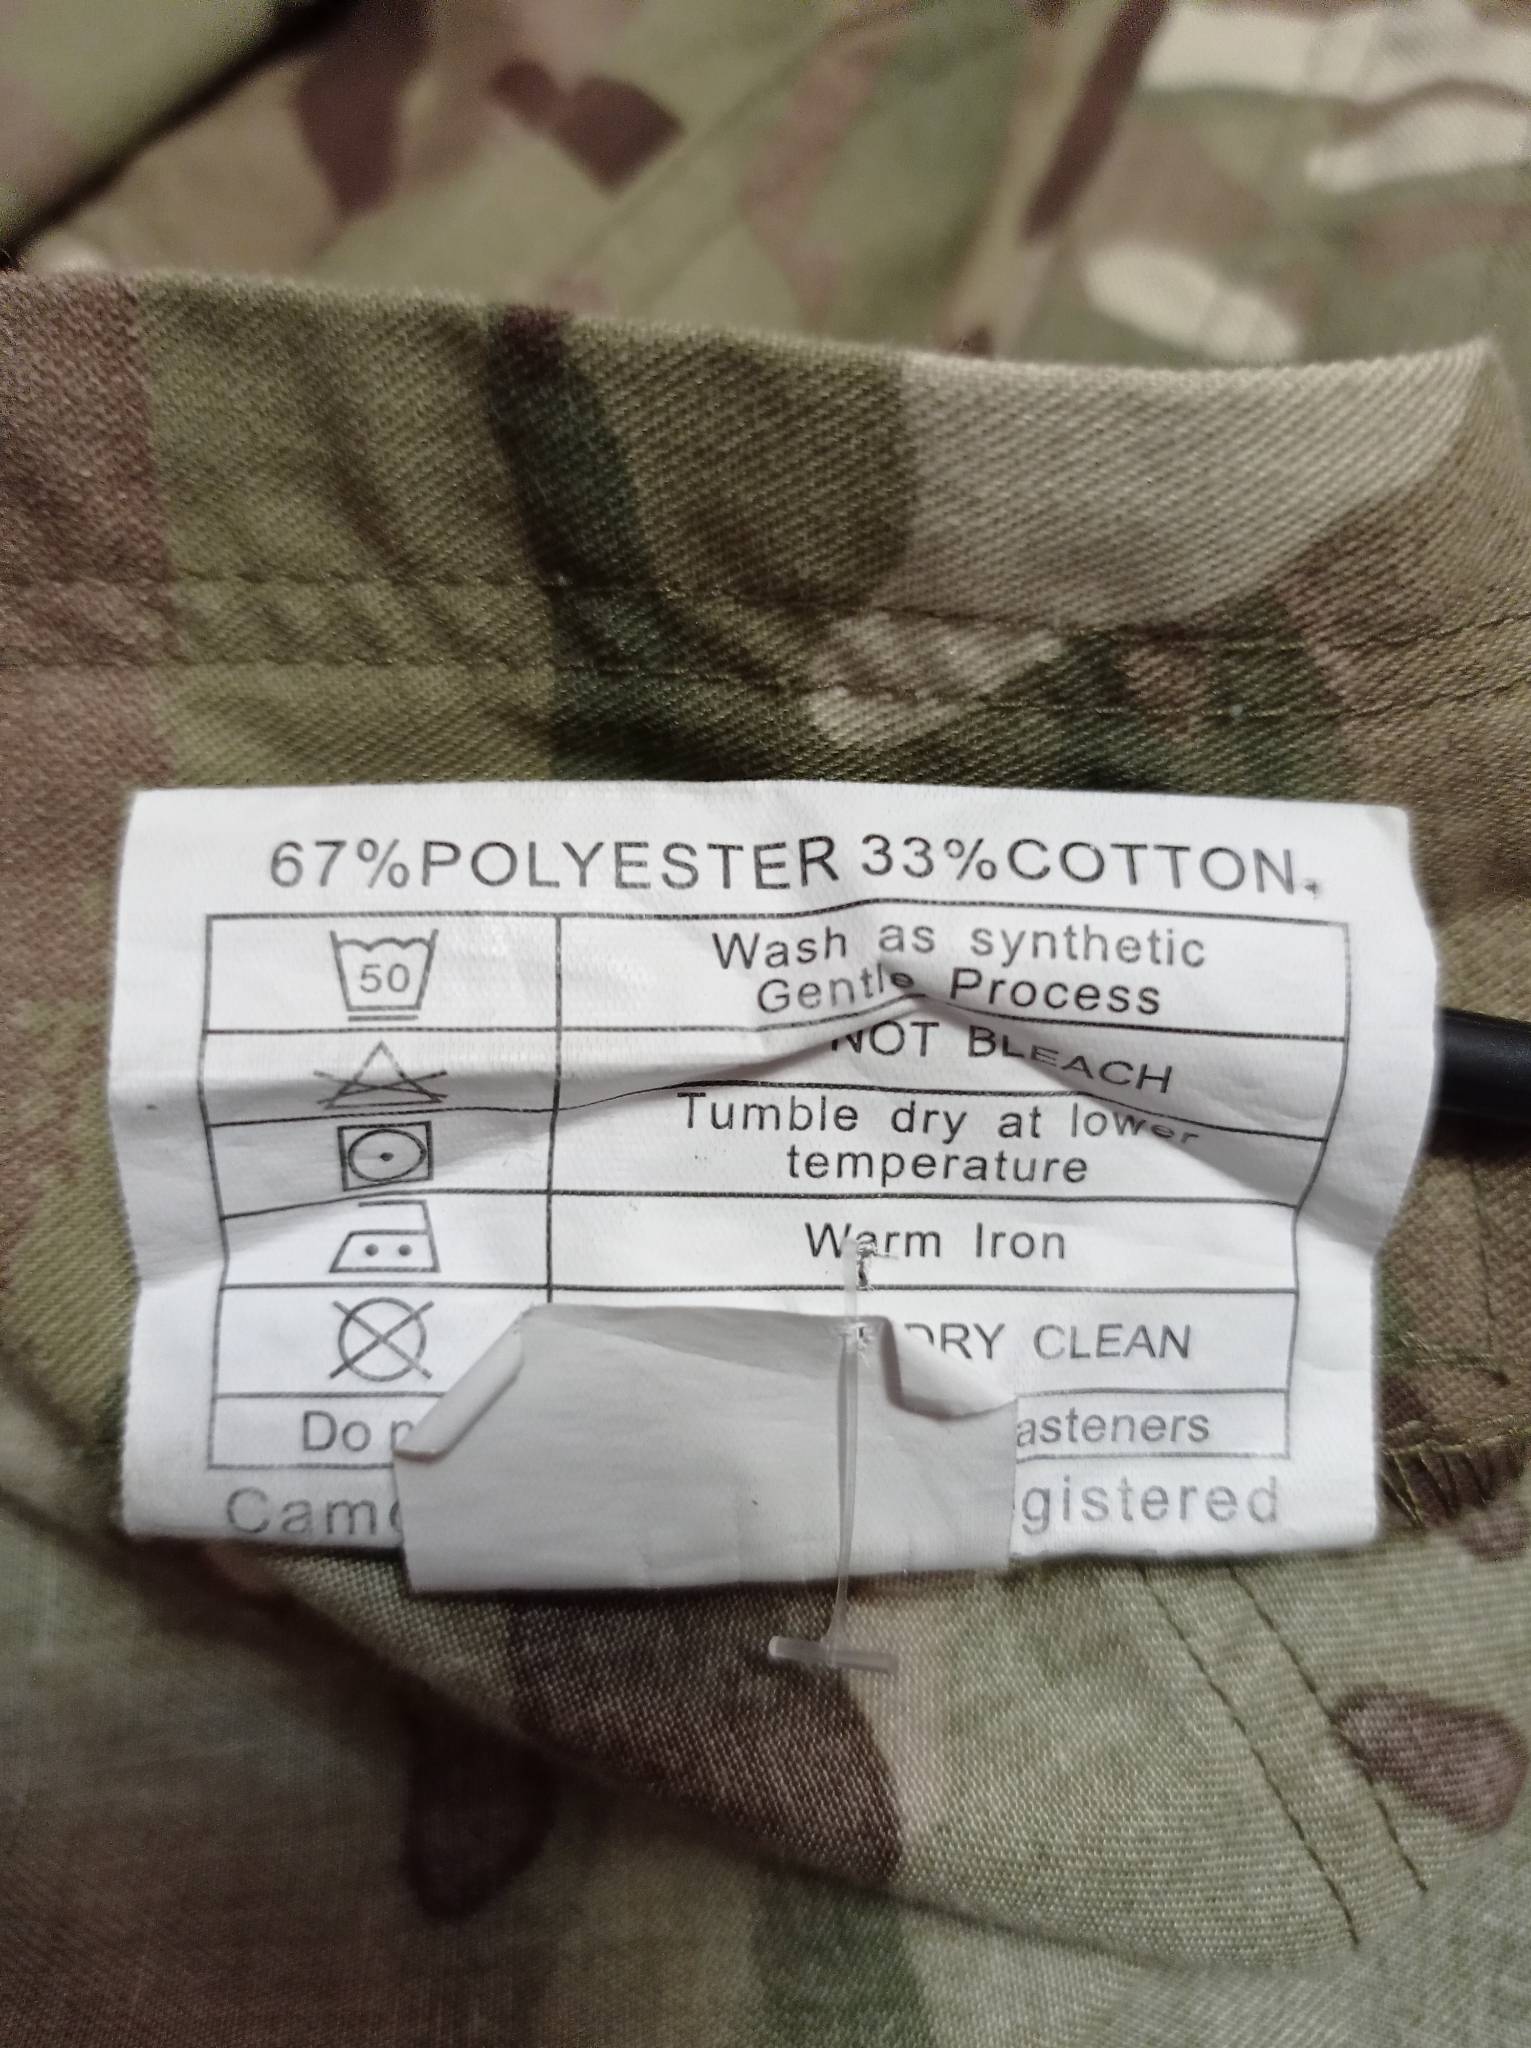 67%POLYESTER 33%COTTON.
50
Wash as synthetic
Gentle Process
NOT BLEACH
Tumble dry at lower
temperature
Warm Iron
DRY CLEAN
Do